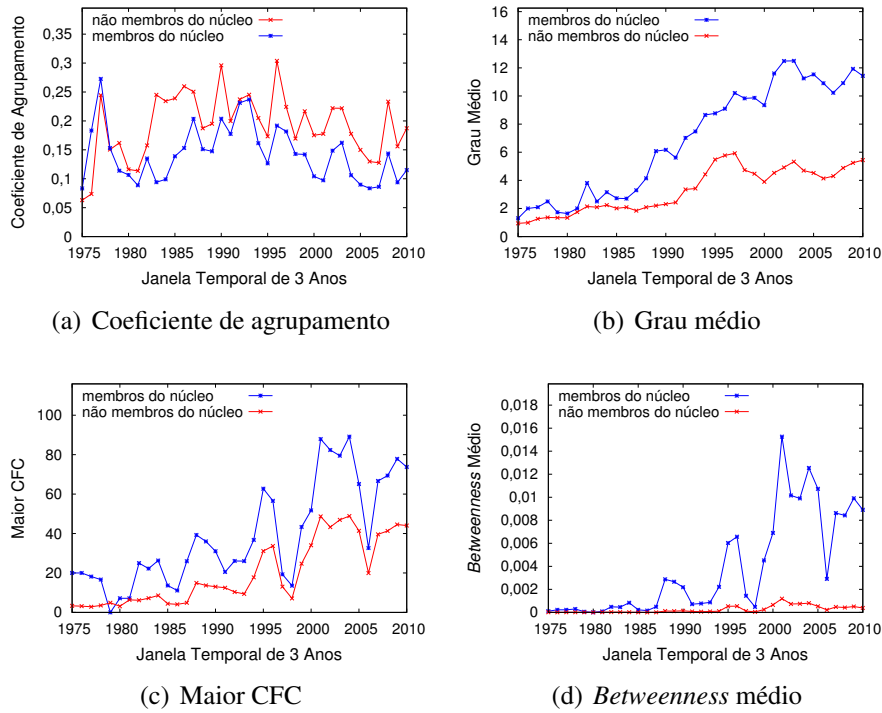 não membros do núcleo
membros do núcleo
0,35
0,3
0,25
0,2
0,15
0,1
0,05
0
Coeficiente de Agrupamento
1975 1980 1985 1990 1995 2000 2005 2010
Janela Temporal de 3 Anos
(a) Coeficiente de agrupamento
membros do núcleo
não membros do núcleo
16
14
12
10
8
6
4
2
0
Grau Médio
1975 1980 1985 1990 1995 2000 2005 2010
Janela Temporal de 3 Anos
(b) Grau médio
membros do núcleo
não membros do núcleo
100
80
60
40
20
0
Maior CFC
1975 1980 1985 1990 1995 2000 2005 2010
Janela Temporal de 3 Anos
(c) Maior CFC
membros do núcleo
não membros do núcleo
0,018
0,016
0,014
0,012
0,01
0,008
0,006
0,004
0,002
0
Betweenness Médio
1975 1980 1985 1990 1995 2000 2005 2010
Janela Temporal de 3 Anos
(d) Betweenness médio